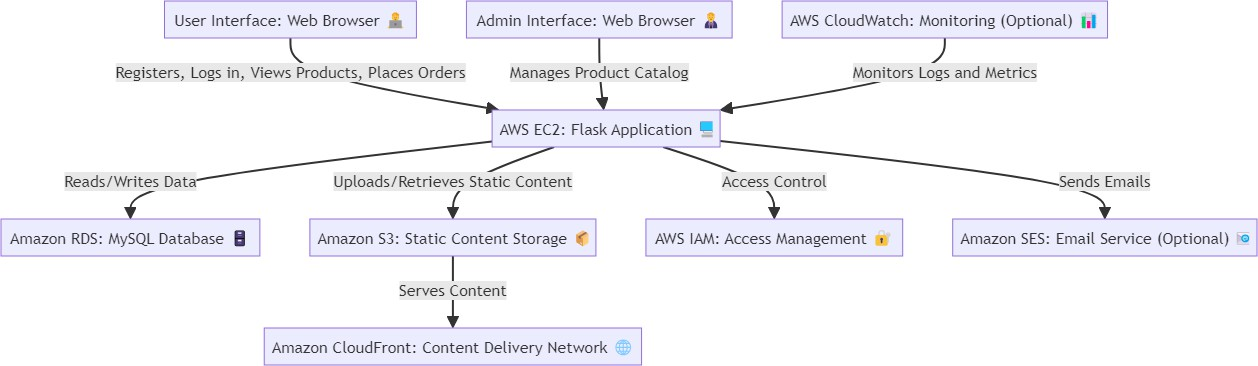 User Interface: Web Browser
Admin Interface: Web Browser
AWS CloudWatch: Monitoring (Optional)
Registers, Logs in, Views Products, Places Orders
Manages Product Catalog
Monitors Logs and Metrics
AWS EC2: Flask Application
Reads/Writes Data
Uploads/Retrieves Static Content
Access Control
Sends Emails
Amazon RDS: MySQL Database
Amazon S3: Static Content Storage
AWS IAM: Access Management
Amazon SES: Email Service (Optional)
Serves Content
Amazon CloudFront: Content Delivery Network